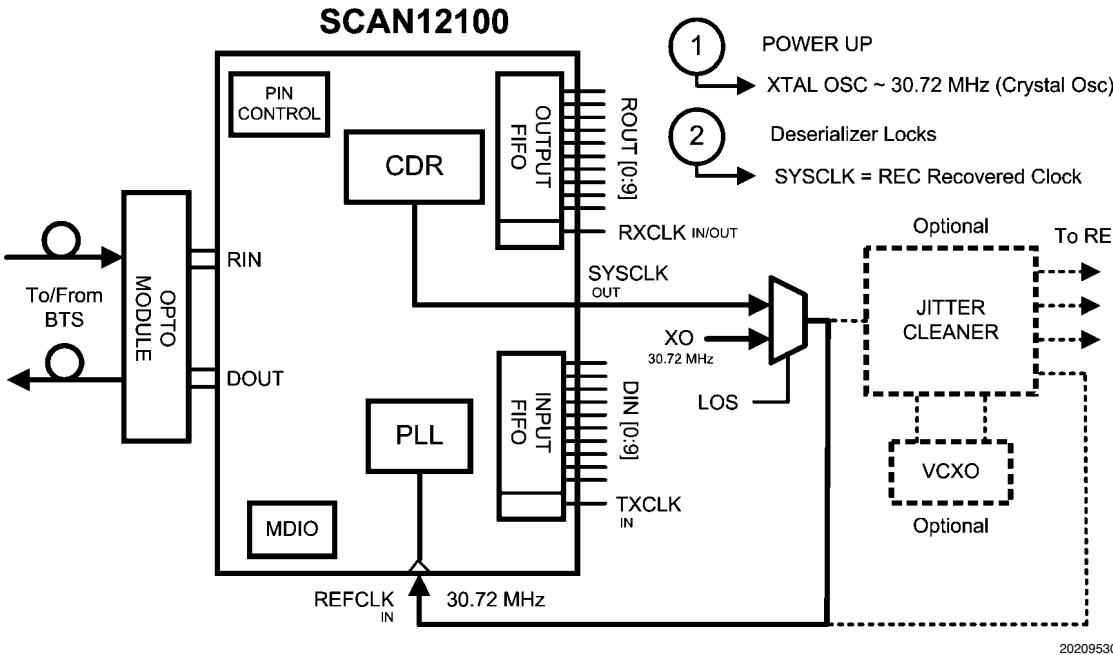 SCAN12100
1
POWER UP
XTAL OSC ~ 30.72 MHz (Crystal Osc)
2
Deserializer Locks
SYSCLK = REC Recovered Clock
PIN
CONTROL
CDR
OUTPUT
FIFO
ROUT [0:9]
RXCLK IN/OUT
To/From
BTS
OPTO
MODULE
RIN
DOUT
SYSCLK
OUT
XO
30.72 MHz
LOS
Optional
JITTER
CLEANER
To RE
VCXO
Optional
PLL
INPUT
FIFO
DIN [0:9]
TXCLK
IN
MDIO
REFCLK
IN
30.72 MHz
20209530